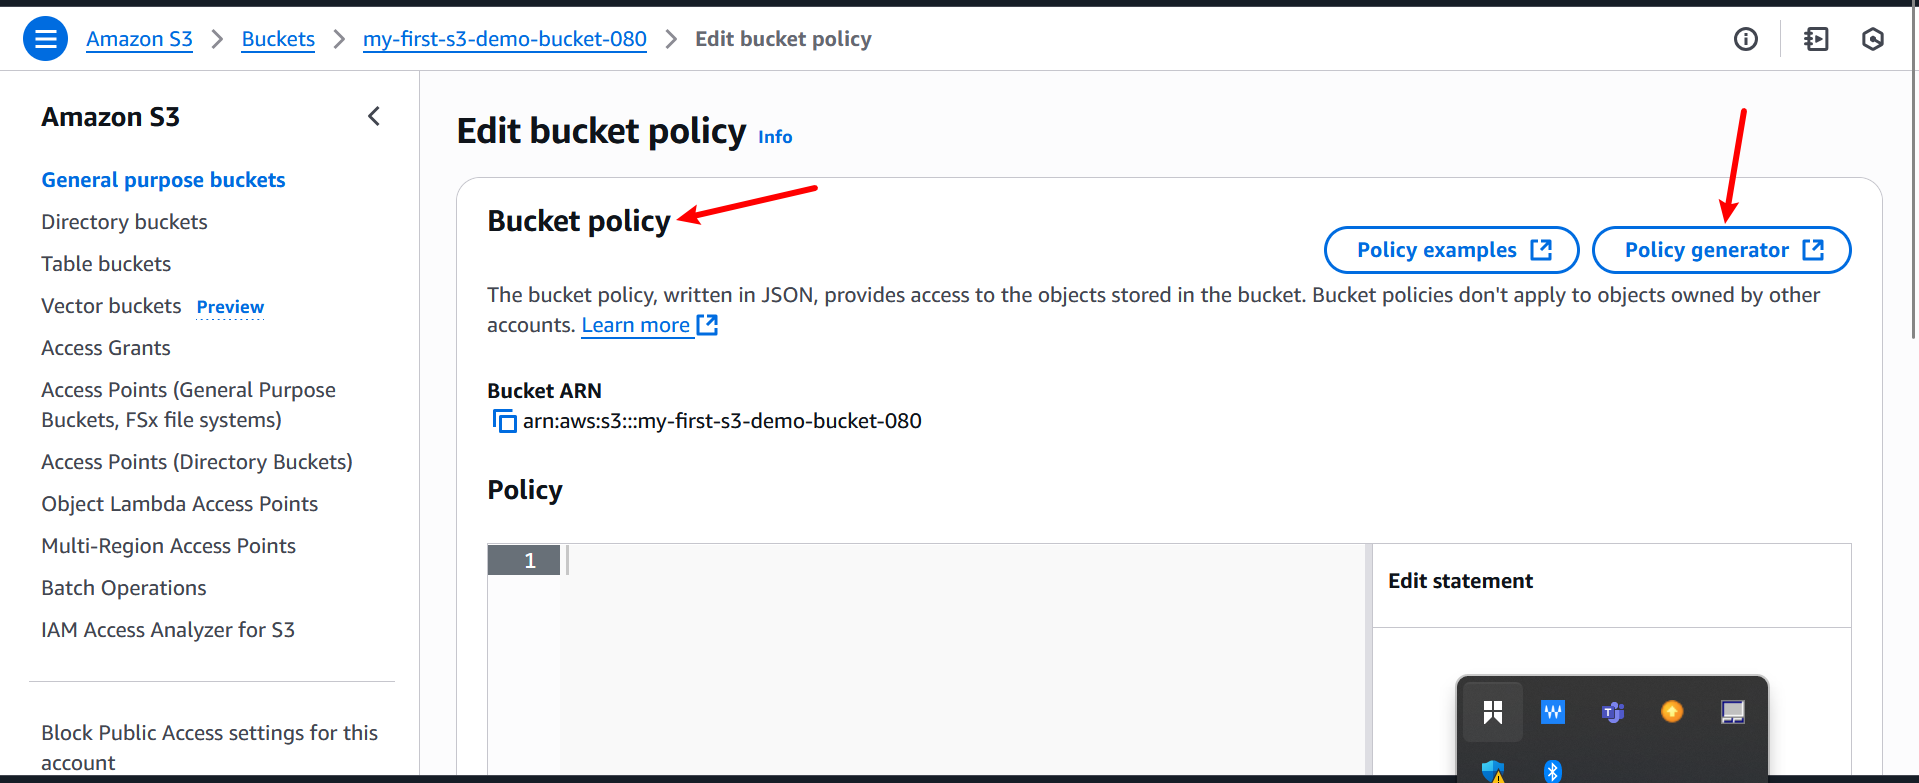 Amazon S3 > Buckets > my-first-s3-demo-bucket-080 > Edit bucket policy
Amazon S3
General purpose buckets
Directory buckets
Table buckets
Vector buckets Preview
Access Grants
Access Points (General Purpose
Buckets, FSx file systems)
Access Points (Directory Buckets)
Object Lambda Access Points
Multi-Region Access Points
Batch Operations
IAM Access Analyzer for S3
Block Public Access settings for this
account
Edit bucket policy Info
Bucket policy
Policy examples
Policy generator
The bucket policy, written in JSON, provides access to the objects stored in the bucket. Bucket policies don't apply to objects owned by other
accounts. Learn more
Bucket ARN
arn:aws:s3:::my-first-s3-demo-bucket-080
Policy
1
Edit statement